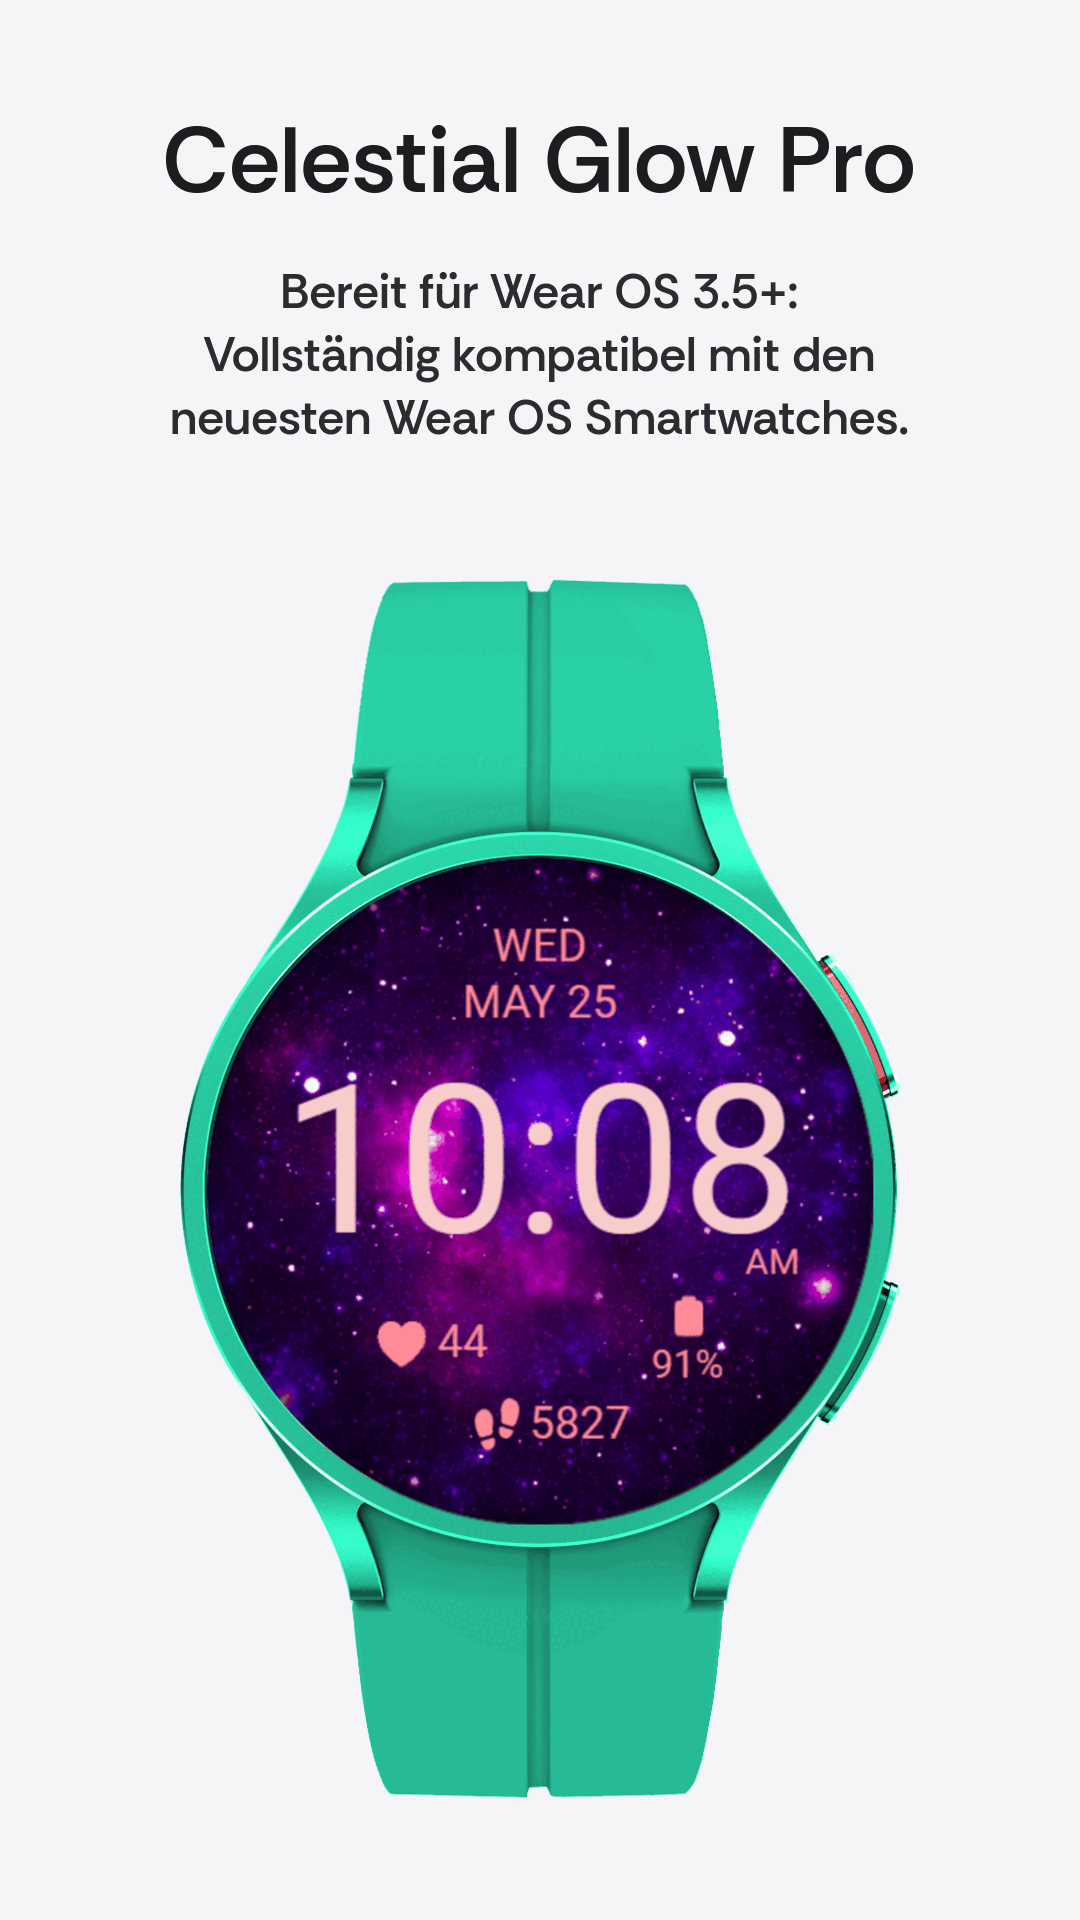 Celestial Glow Pro
Bereit für Wear OS 3.5+:
Vollständig kompatibel mit den
neuesten Wear OS Smartwatches.
WED
MAY 25
10:08
AM
44
91%
5827